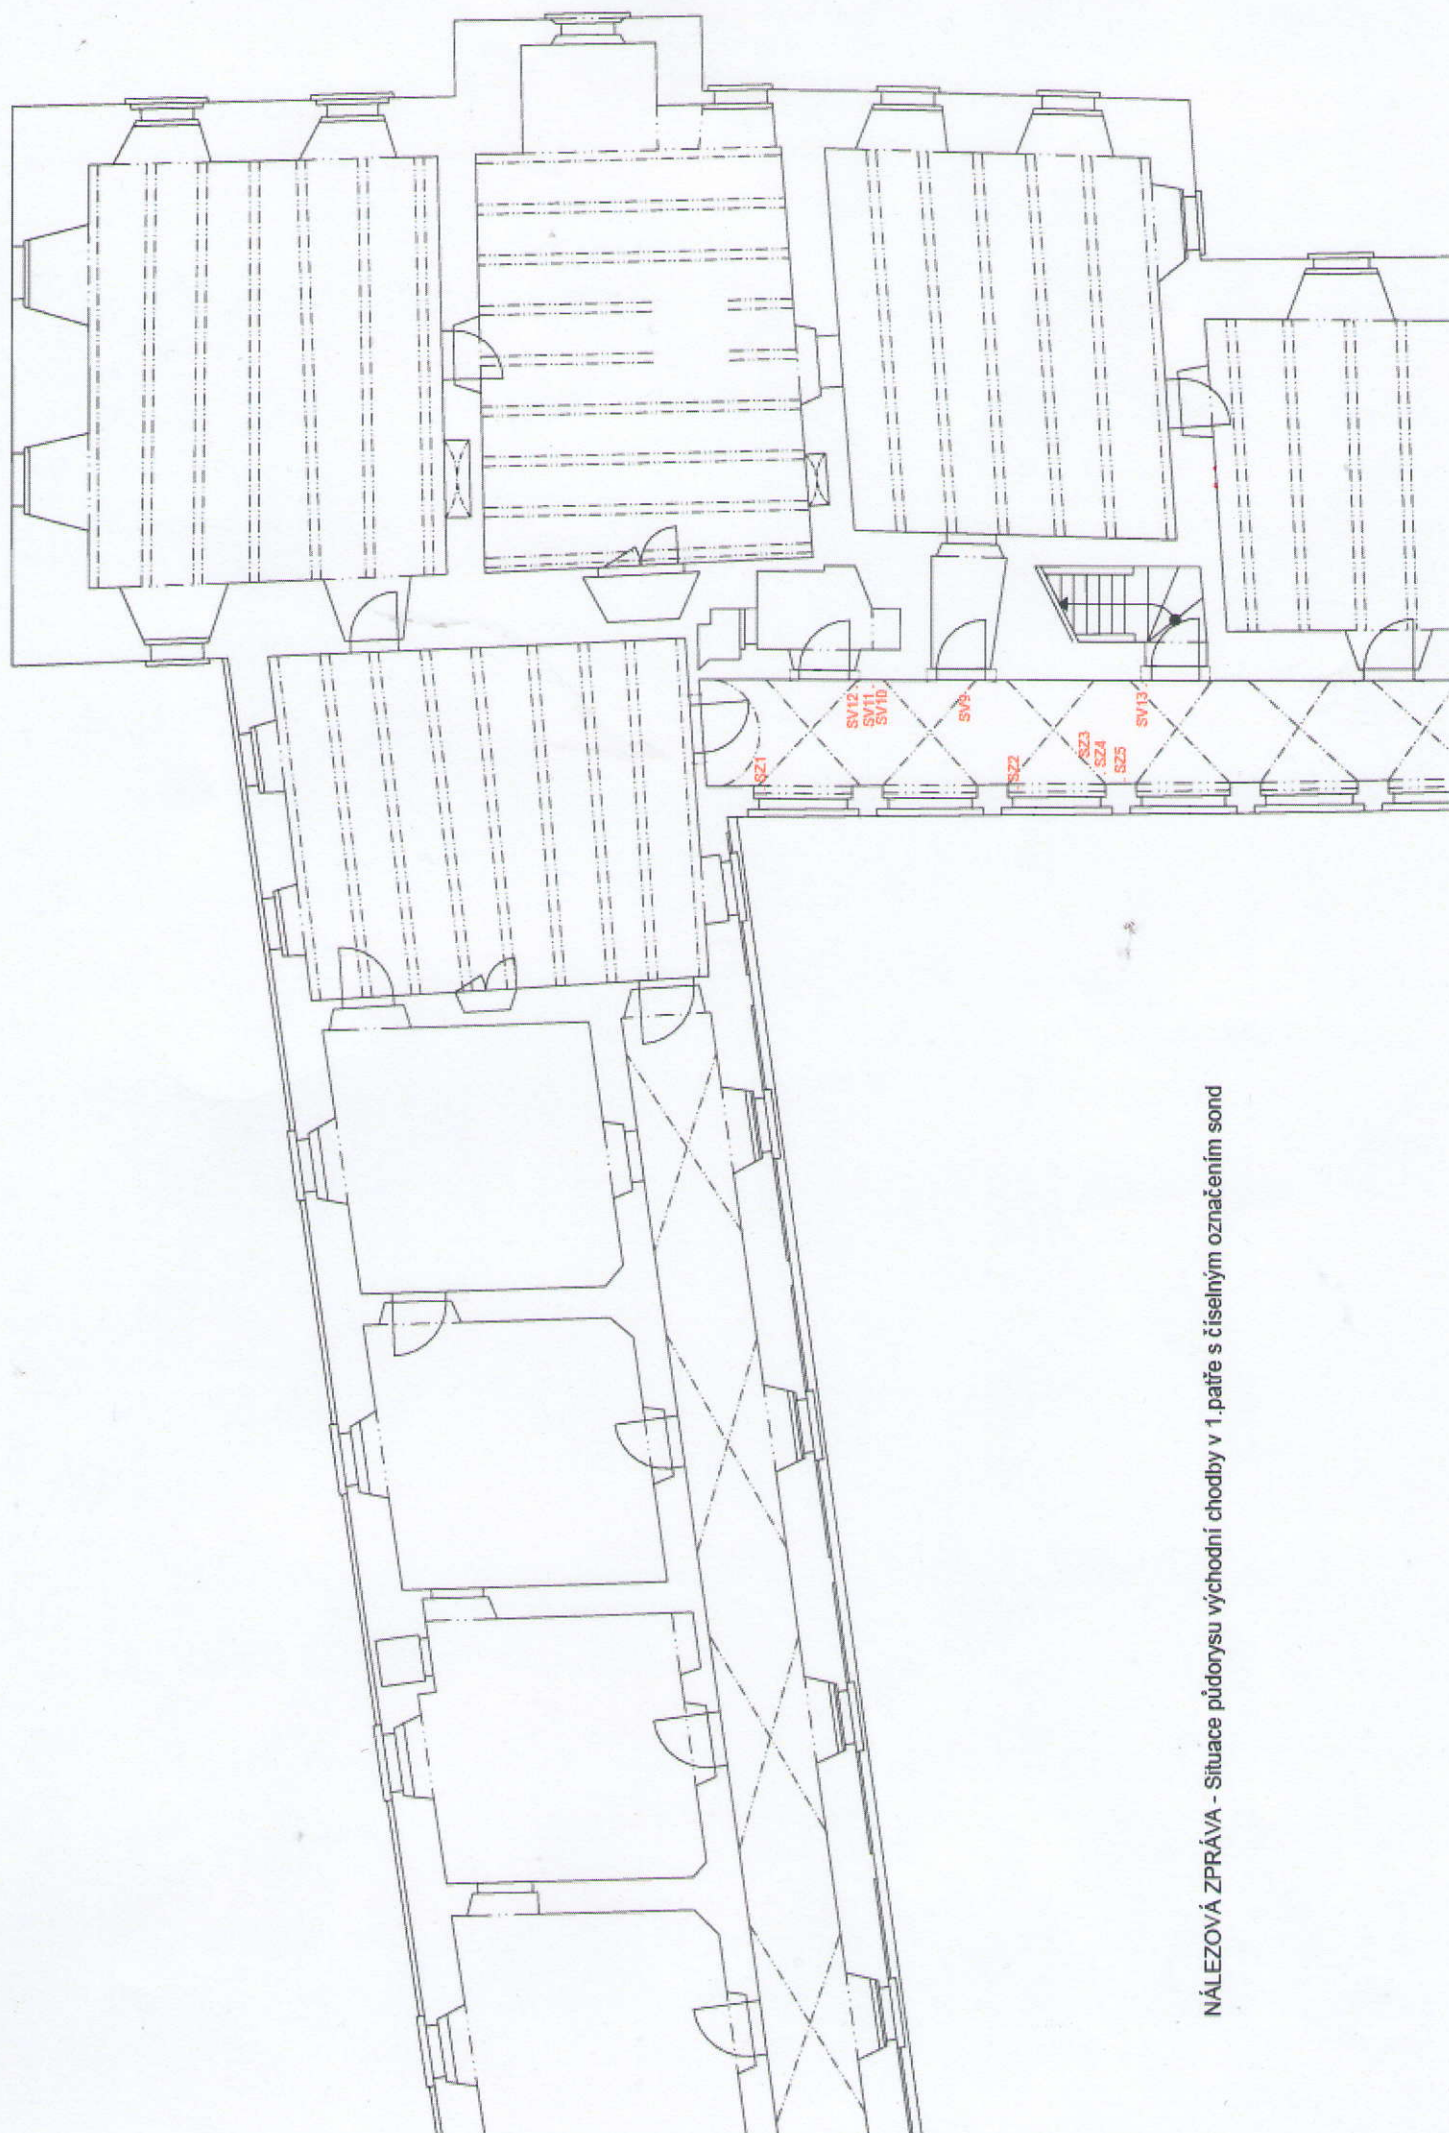 SV12
SV11
SV10
SV9
SV13
SZ1
SZ2
SZ3
SZ4
SZ5
NÁLEZOVÁ ZPRÁVA - Situace půdorysu východní chodby v 1.patře s číselným označením sond